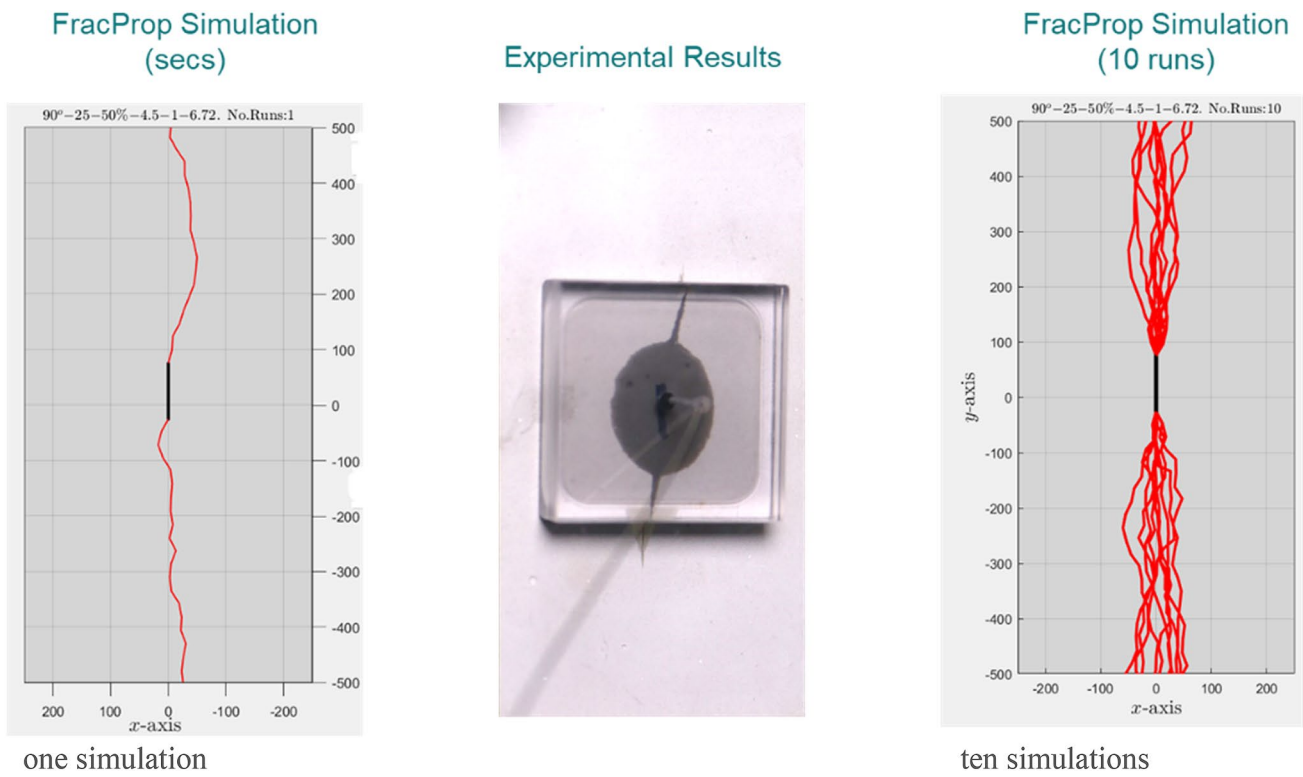 FracProp Simulation
(secs)
90°−25−50%−4.5−1−6.72. No.Runs:1
500
400
300
200
100
0
-100
-200
-300
-400
-500
200 100 0 -100 -200
x-axis
one simulation
Experimental Results
FracProp Simulation
(10 runs)
90°−25−50%−4.5−1−6.72. No.Runs:10
500
400
300
200
100
0
-100
-200
-300
-400
-500
y-axis
-200 -100 0 100 200
x-axis
ten simulations